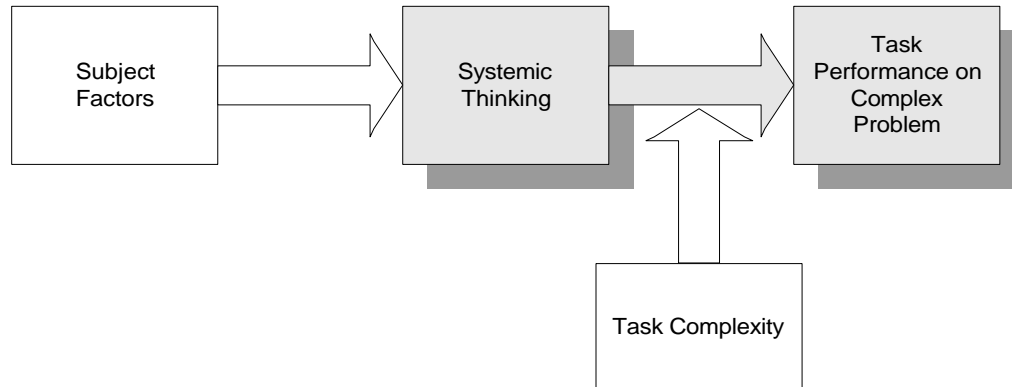 Subject
Factors
Systemic
Thinking
Task
Performance on
Complex
Problem
Task Complexity